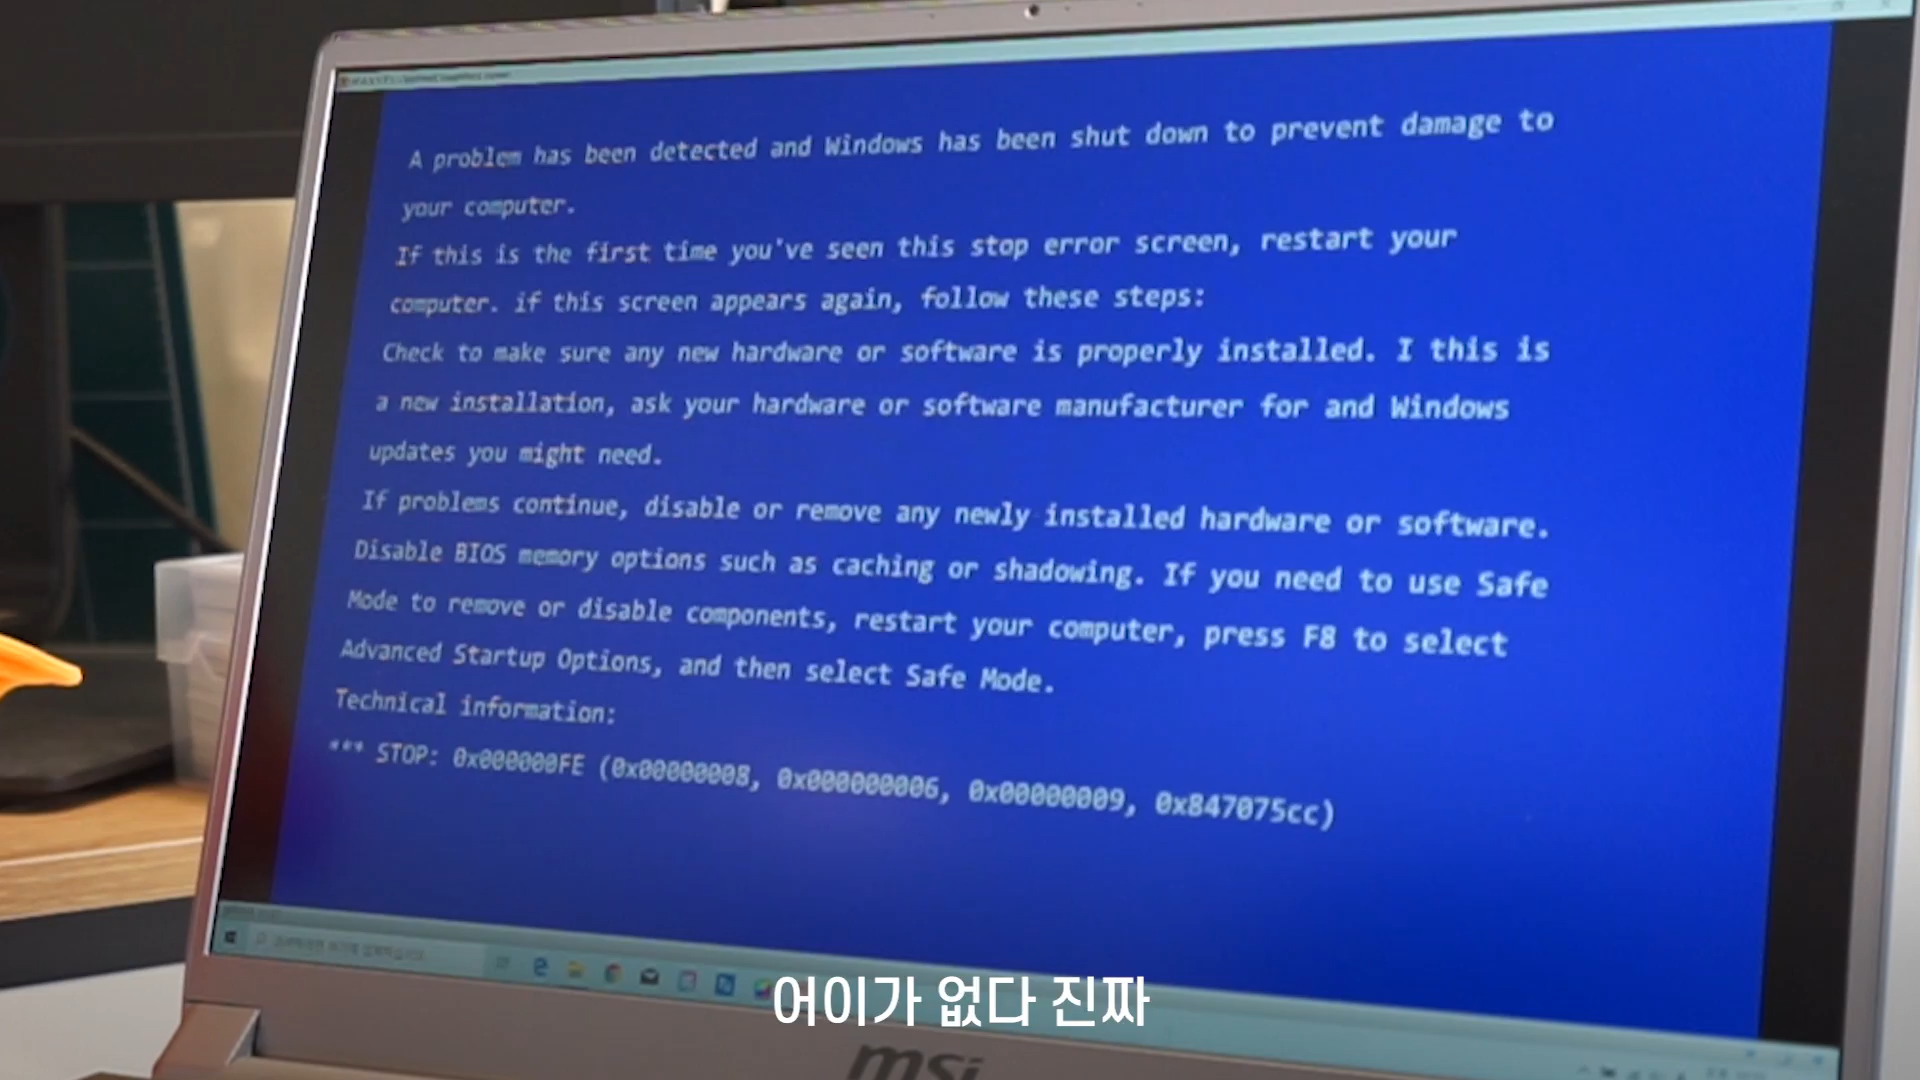 A problem has been detected and Windows has been shut down to prevent damage to
your computer.
If this is the first time you've seen this stop error screen, restart your
computer. if this screen appears again, follow these steps:
Check to make sure any new hardware or software is properly installed. I this is
a new installation, ask your hardware or software manufacturer for and Windows
updates you might need.
If problems continue, disable or remove any newly installed hardware or software.
Disable BIOS memory options such as caching or shadowing. If you need to use Safe
Mode to remove or disable components, restart your computer, press F8 to select
Advanced Startup Options, and then select Safe Mode.
Technical information:
*** STOP: 0x000000FE (0x00000008, 0x000000006, 0x00000009, 0x847075cc)
어이가 없다 진짜
msi